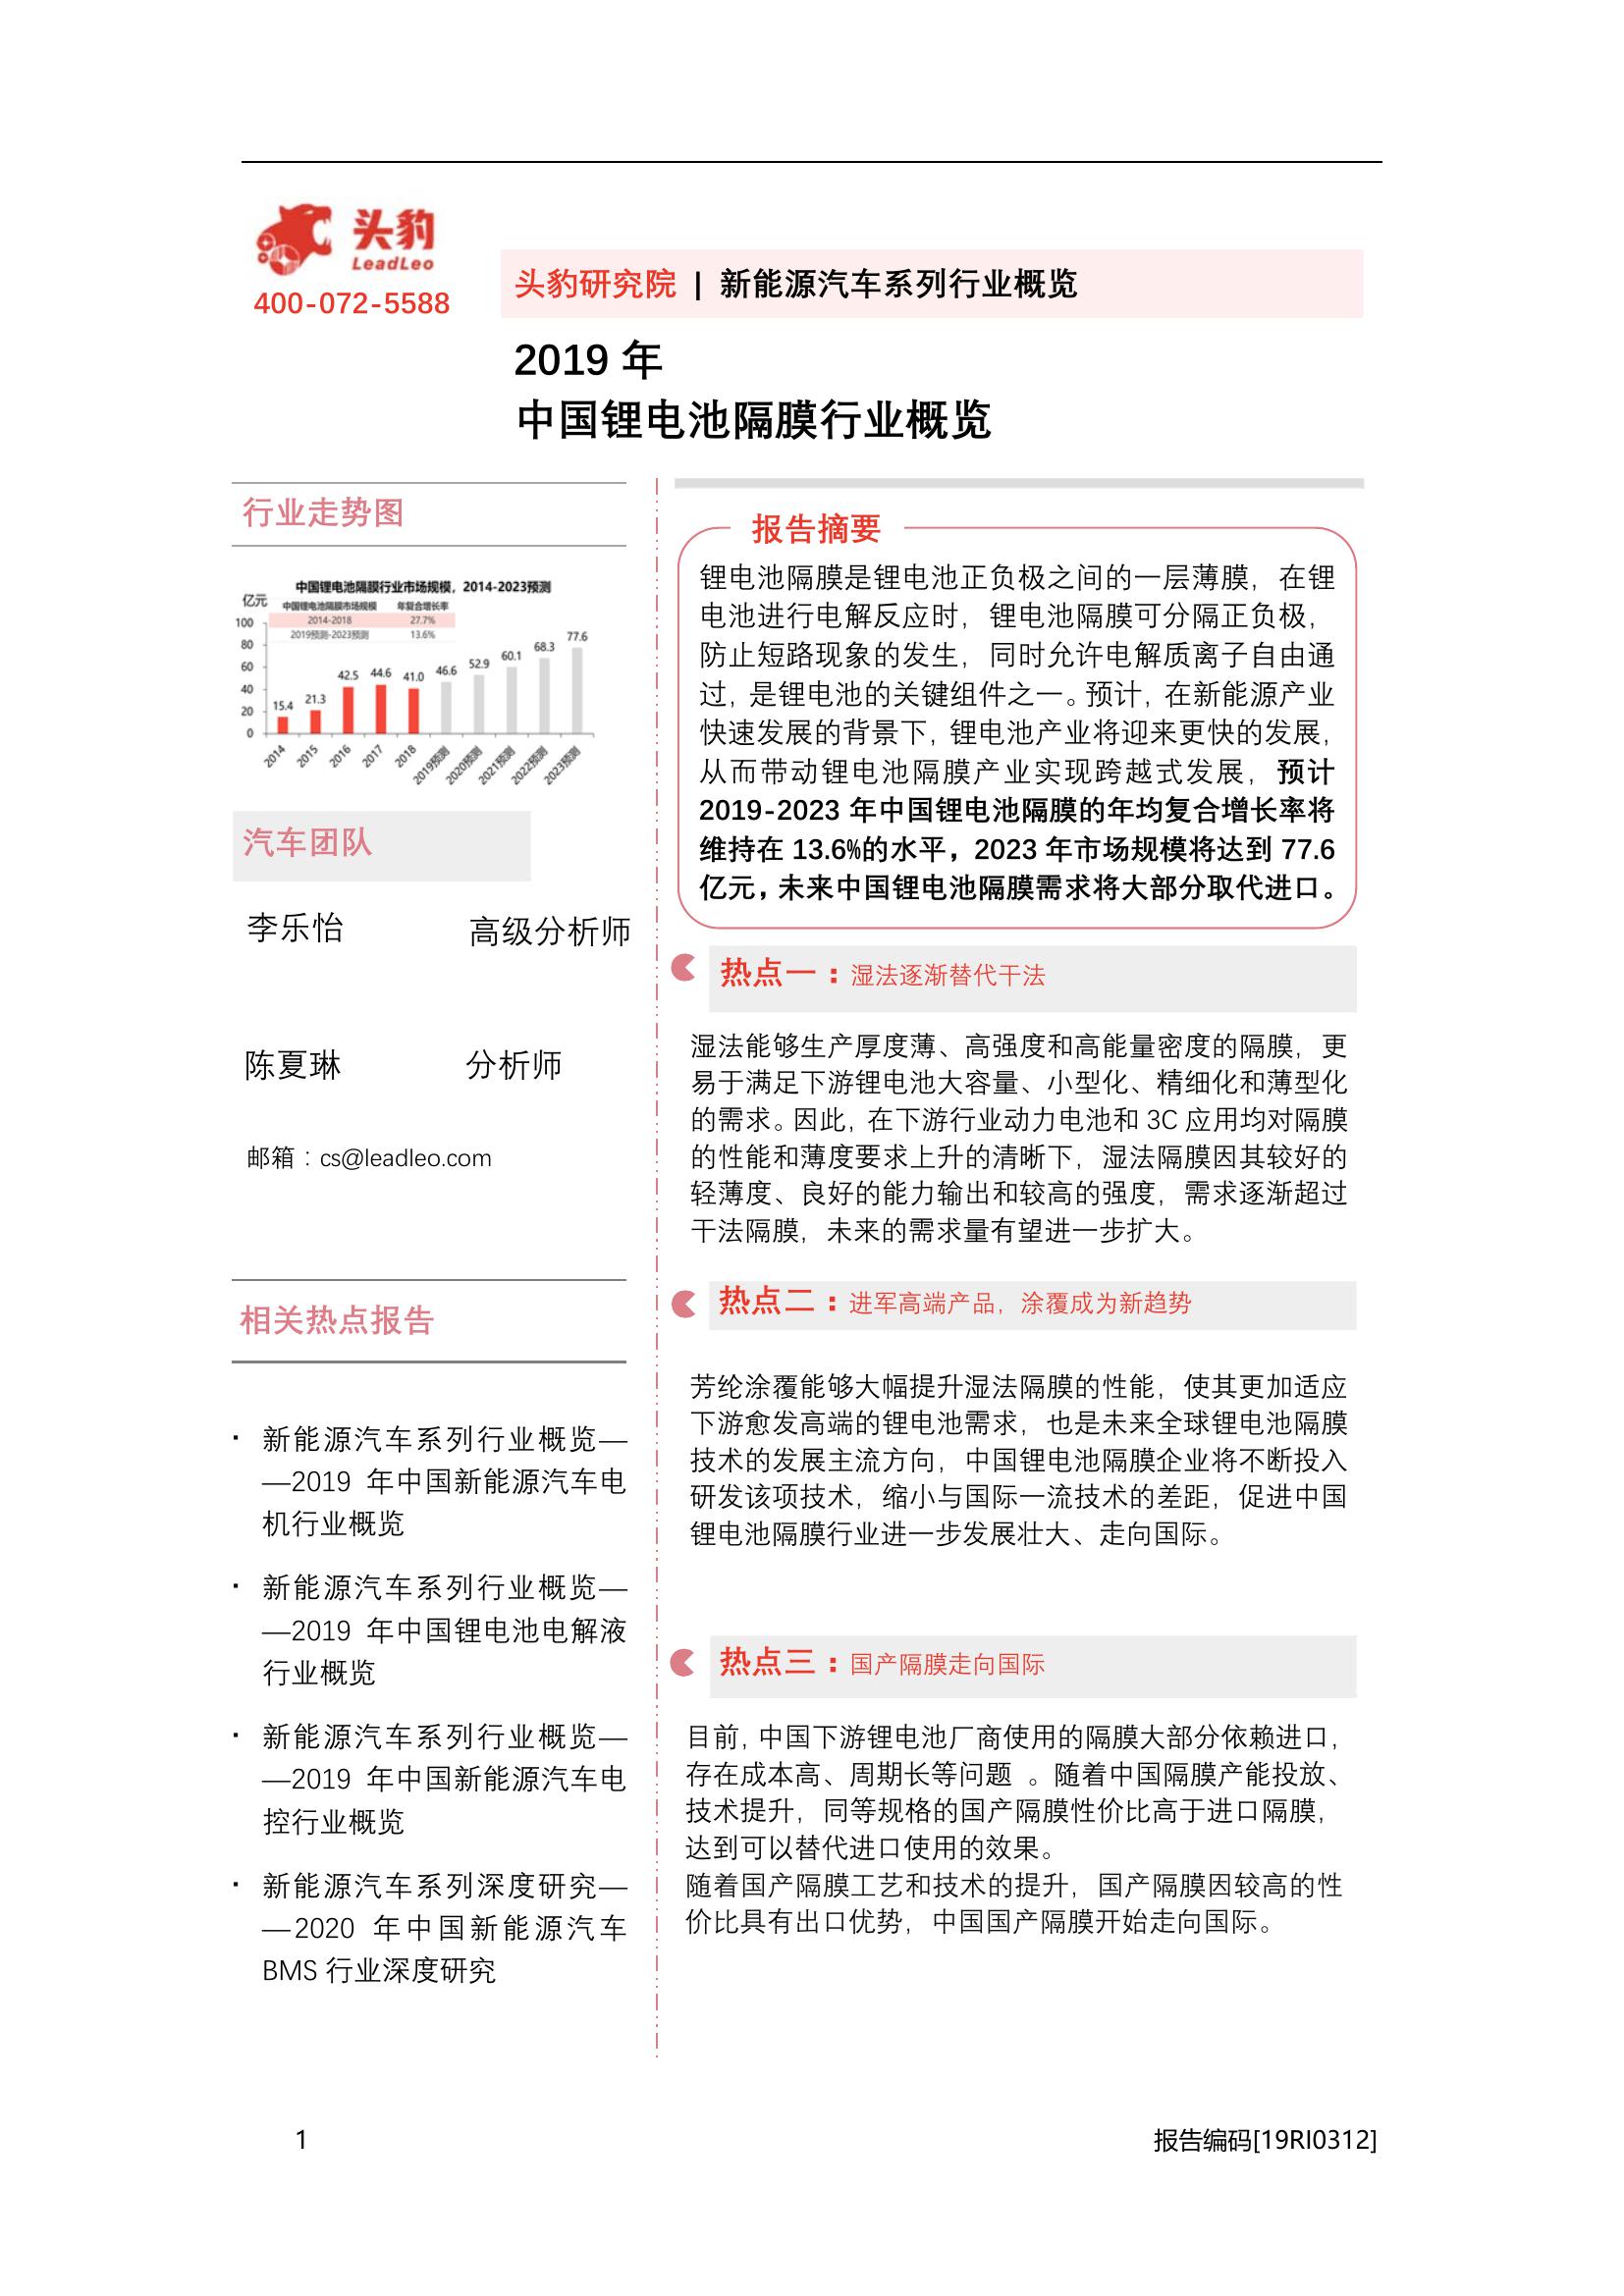 头豹
LeadLeo
400-072-5588
头豹研究院 | 新能源汽车系列行业概览
2019 年
中国锂电池隔膜行业概览
行业走势图
中国锂电池隔膜行业市场规模，2014-2023预测
亿元
中国锂电池隔膜市场规模 年复合增长率
2014-2018 27.7%
2019预测-2023预测 13.6%
100
80
60
40
20
0
15.4
21.3
42.5
44.6
41.0
46.6
52.9
60.1
68.3
77.6
2014
2015
2016
2017
2018
2019预测
2020预测
2021预测
2022预测
2023预测
汽车团队
李乐怡 高级分析师
陈夏琳 分析师
邮箱：cs@leadleo.com
相关热点报告
· 新能源汽车系列行业概览—
—2019 年中国新能源汽车电
机行业概览
· 新能源汽车系列行业概览—
—2019 年中国锂电池电解液
行业概览
· 新能源汽车系列行业概览—
—2019 年中国新能源汽车电
控行业概览
· 新能源汽车系列深度研究—
—2020 年中国新能源汽车
BMS 行业深度研究
报告摘要
锂电池隔膜是锂电池正负极之间的一层薄膜，在锂
电池进行电解反应时，锂电池隔膜可分隔正负极，
防止短路现象的发生，同时允许电解质离子自由通
过，是锂电池的关键组件之一。预计，在新能源产业
快速发展的背景下，锂电池产业将迎来更快的发展，
从而带动锂电池隔膜产业实现跨越式发展，预计
2019-2023 年中国锂电池隔膜的年均复合增长率将
维持在 13.6%的水平，2023 年市场规模将达到 77.6
亿元，未来中国锂电池隔膜需求将大部分取代进口。
热点一：湿法逐渐替代干法
湿法能够生产厚度薄、高强度和高能量密度的隔膜，更
易于满足下游锂电池大容量、小型化、精细化和薄型化
的需求。因此，在下游行业动力电池和 3C 应用均对隔膜
的性能和薄度要求上升的清晰下，湿法隔膜因其较好的
轻薄度、良好的能力输出和较高的强度，需求逐渐超过
干法隔膜，未来的需求量有望进一步扩大。
热点二：进军高端产品，涂覆成为新趋势
芳纶涂覆能够大幅提升湿法隔膜的性能，使其更加适应
下游愈发高端的锂电池需求，也是未来全球锂电池隔膜
技术的发展主流方向，中国锂电池隔膜企业将不断投入
研发该项技术，缩小与国际一流技术的差距，促进中国
锂电池隔膜行业进一步发展壮大、走向国际。
热点三：国产隔膜走向国际
目前，中国下游锂电池厂商使用的隔膜大部分依赖进口，
存在成本高、周期长等问题 。随着中国隔膜产能投放、
技术提升，同等规格的国产隔膜性价比高于进口隔膜，
达到可以替代进口使用的效果。
随着国产隔膜工艺和技术的提升，国产隔膜因较高的性
价比具有出口优势，中国国产隔膜开始走向国际。
1
报告编码[19RI0312]